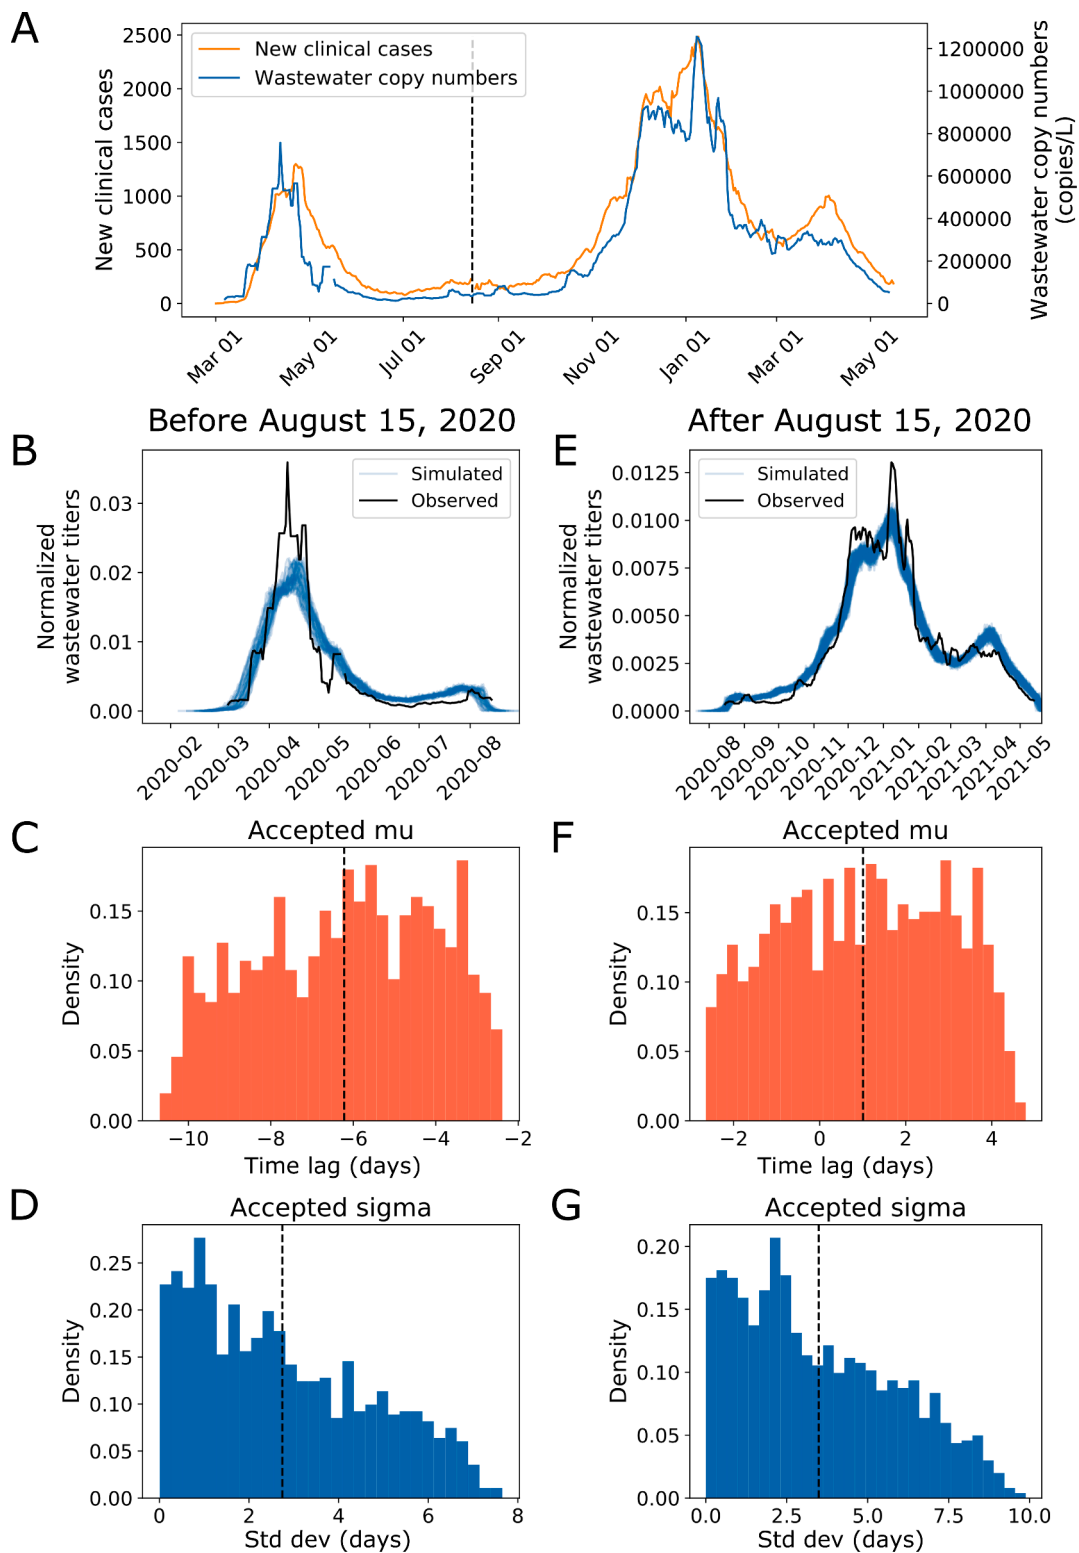 A
New clinical cases
Wastewater copy numbers
New clinical cases
2500
2000
1500
1000
500
0
1200000
1000000
800000
600000
400000
200000
0
Wastewater copy numbers
(copies/L)
Mar 01
May 01
Jul 01
Sep 01
Nov 01
Jan 01
Mar 01
May 01
Before August 15, 2020
B
Simulated
Observed
Normalized
wastewater titers
0.03
0.02
0.01
0.00
2020-02
2020-03
2020-04
2020-05
2020-06
2020-07
2020-08
After August 15, 2020
E
Simulated
Observed
Normalized
wastewater titers
0.0125
0.0100
0.0075
0.0050
0.0025
0.0000
2020-08
2020-09
2020-10
2020-11
2020-12
2021-01
2021-02
2021-03
2021-04
2021-05
C
Accepted mu
Density
0.15
0.10
0.05
0.00
−10
−8
−6
−4
−2
Time lag (days)
F
Accepted mu
Density
0.15
0.10
0.05
0.00
−2
0
2
4
Time lag (days)
D
Accepted sigma
Density
0.25
0.20
0.15
0.10
0.05
0.00
0
2
4
6
8
Std dev (days)
G
Accepted sigma
Density
0.20
0.15
0.10
0.05
0.00
0.0
2.5
5.0
7.5
10.0
Std dev (days)